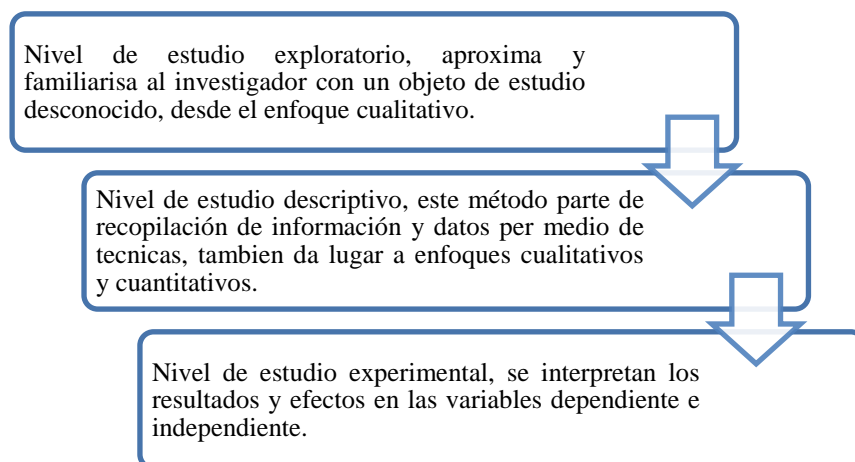 Nivel de estudio exploratorio, aproxima y
familiarisa al investigador con un objeto de estudio
desconocido, desde el enfoque cualitativo.
Nivel de estudio descriptivo, este método parte de
recopilación de información y datos per medio de
tecnicas, tambien da lugar a enfoques cualitativos
y cuantitativos.
Nivel de estudio experimental, se interpretan los
resultados y efectos en las variables dependiente e
independiente.